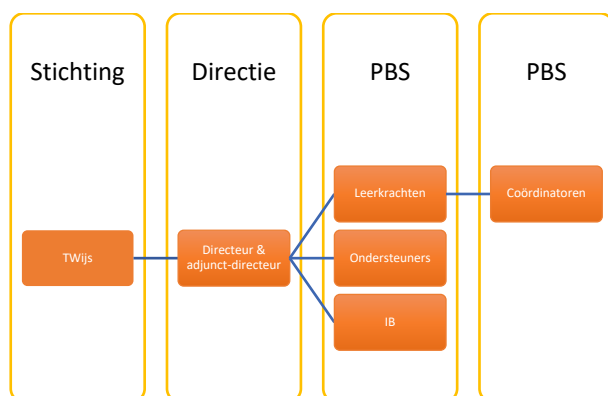 Stichting
Directie
PBS
PBS
TWijs
Directeur &
adjunct-directeur
Leerkrachten
Ondersteuners
IB
Coördinatoren